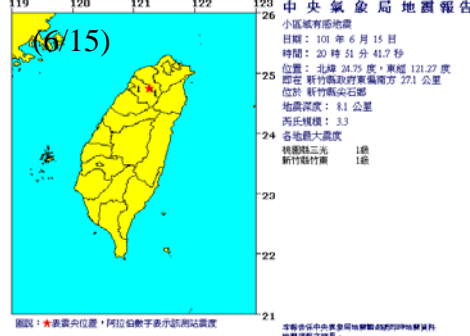 119 120 121 122 123
26
25
24
23
22
21
(6/15)
1
圖說：★表震央位置，阿拉伯數字表示該測站震度
中央氣象局地震報告
小區域有感地震
日期： 101 年 6 月 15 日
時間： 20 時 51 分 41.7 秒
位置： 北緯 24.75 度，東經 121.27 度
即在 新竹縣政府東偏南方 27.1 公里
位於 新竹縣尖石鄉
地震深度： 8.1 公里
芮氏規模： 3.3
各地最大震度
桃園縣三光 1級
新竹縣竹東 1級